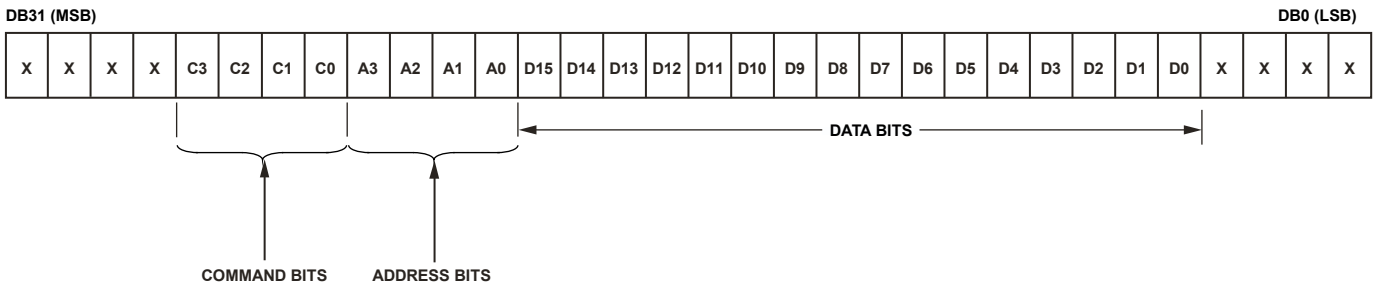 DB31 (MSB) DB0 (LSB)
X X X X C3 C2 C1 C0 A3 A2 A1 A0 D15 D14 D13 D12 D11 D10 D9 D8 D7 D6 D5 D4 D3 D2 D1 D0 X X X X
DATA BITS
COMMAND BITS ADDRESS BITS